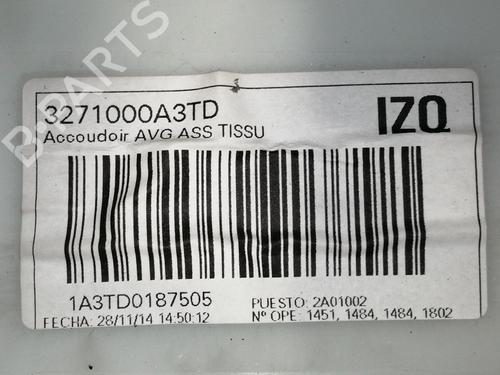 3271000A3TD
IZQ
Accoudoir AVG ASS TISSU
1A3TD0187505
PUESTO: 2A01002
FECHA: 28/11/14 14:50:12
Nº OPE: 1451, 1484, 1484, 1802
B-PARTS